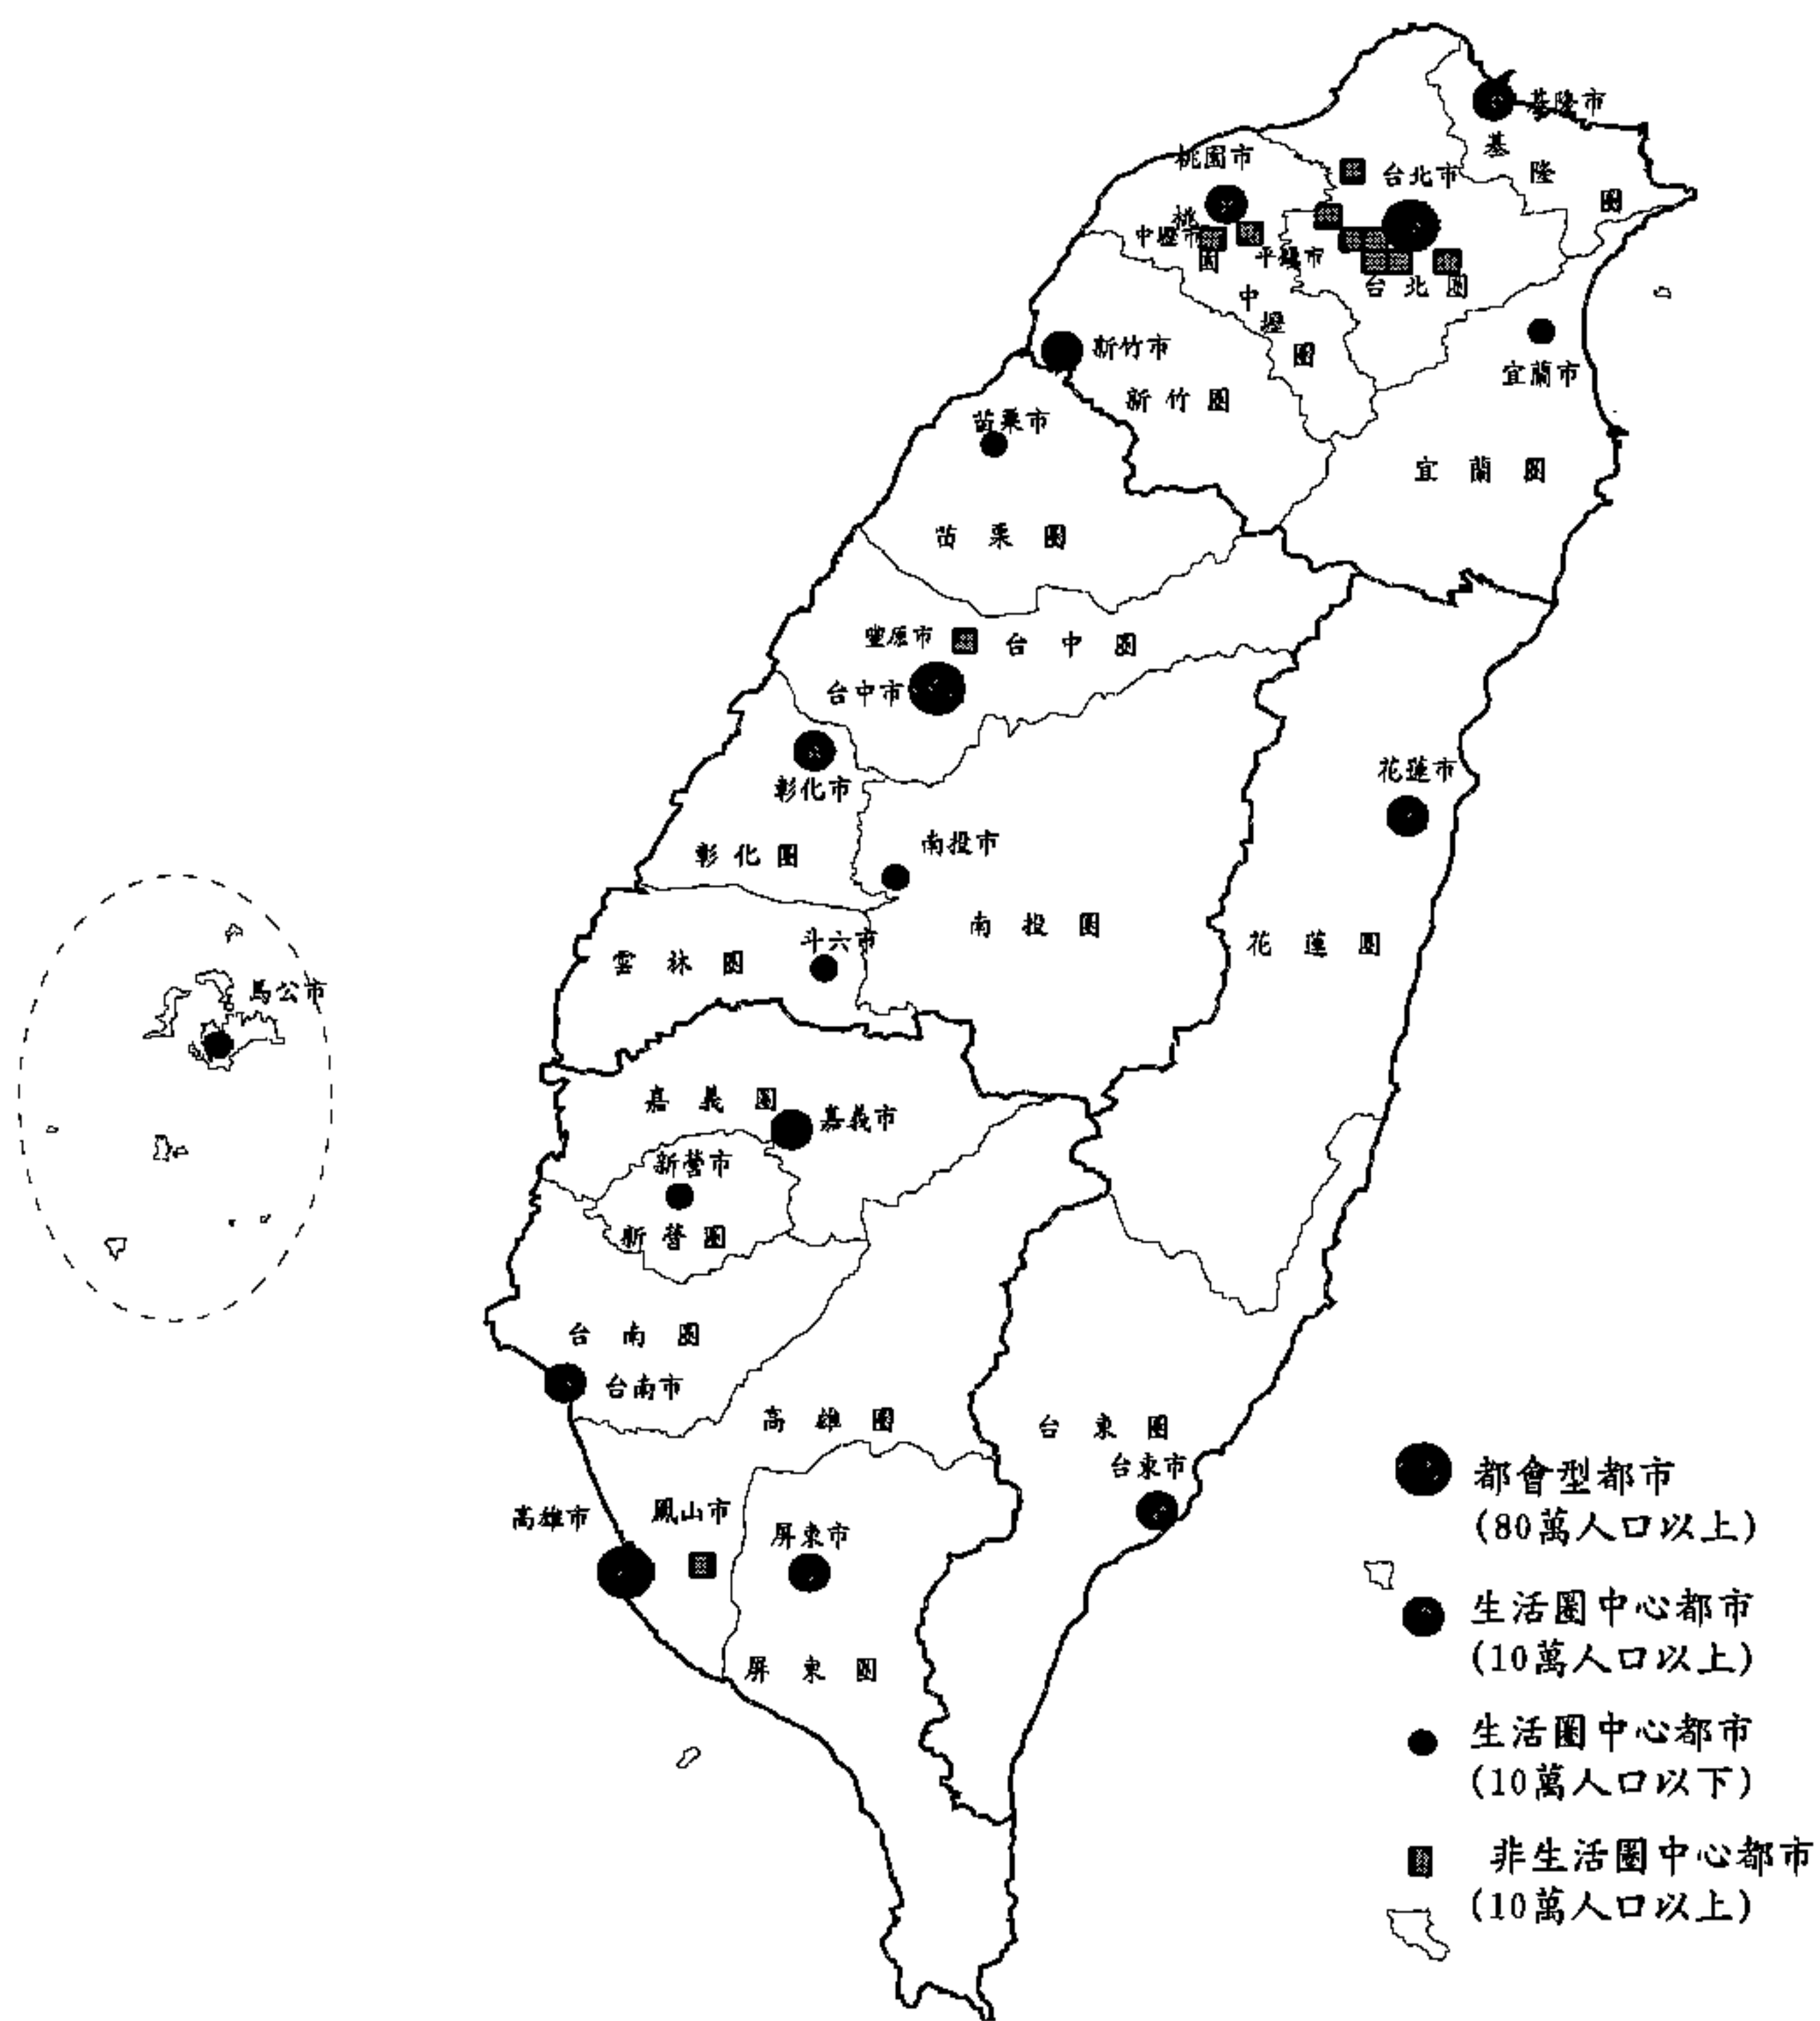 基隆市
基隆圈
桃園市
台北市
桃園
中壢市
平鎮市
台北圈
中壢圈
新竹市
宜蘭市
新竹圈
苗栗市
宜蘭圈
苗栗圈
豐原市
台中圈
台中市
花蓮市
彰化市
南投市
彰化圈
南投圈
斗六市
花蓮圈
雲林圈
馬公市
嘉義圈
嘉義市
新營市
新營圈
台南圈
台南市
高雄圈
台東圈
台東市
高雄市
鳳山市
屏東市
屏東圈
都會型都市
(80萬人口以上)
生活圈中心都市
(10萬人口以上)
生活圈中心都市
(10萬人口以下)
非生活圈中心都市
(10萬人口以上)